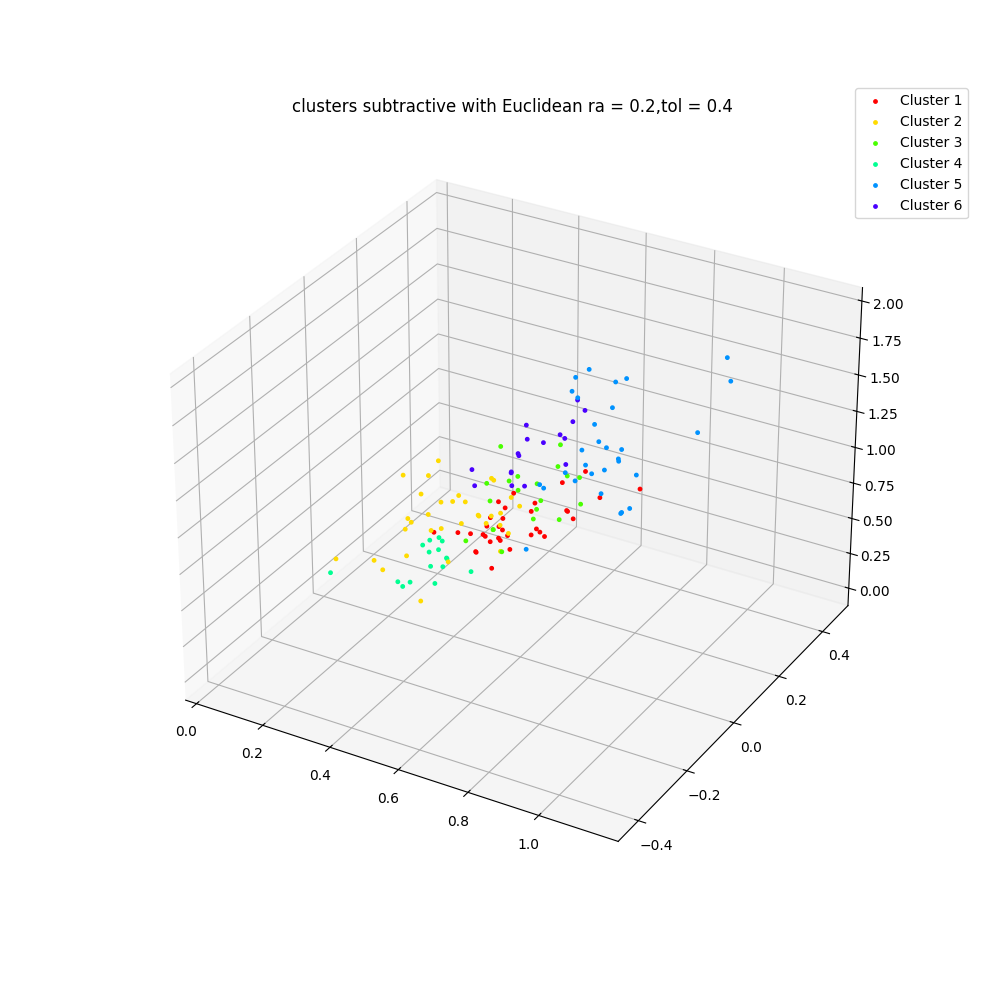 clusters subtractive with Euclidean ra = 0.2,tol = 0.4
Cluster 1
Cluster 2
Cluster 3
Cluster 4
Cluster 5
Cluster 6
2.00
1.75
1.50
1.25
1.00
0.75
0.50
0.25
0.00
0.4
0.2
0.0
−0.2
−0.4
0.0
0.2
0.4
0.6
0.8
1.0